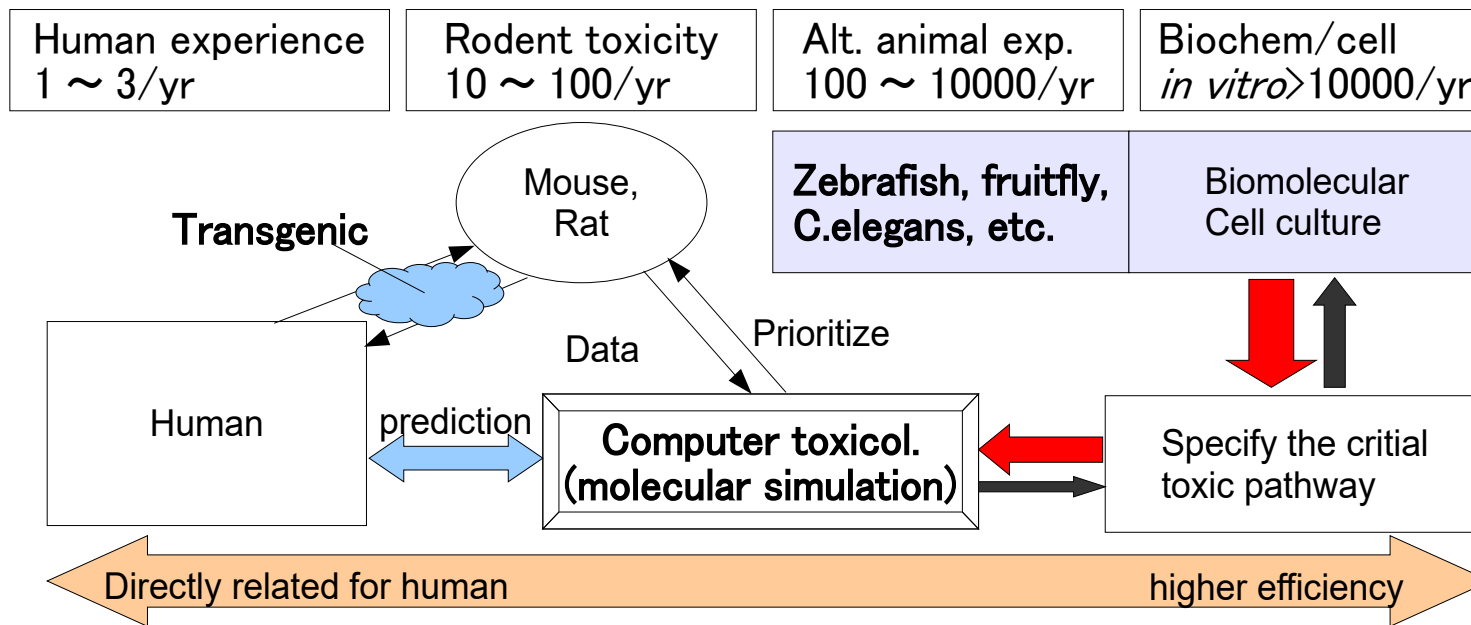 Human experience
1 ～ 3/yr
Rodent toxicity
10 ～ 100/yr
Alt. animal exp.
100 ～ 10000/yr
Biochem/cell
in vitro>10000/yr
Mouse,
Rat
Zebrafish, fruitfly,
C.elegans, etc.
Biomolecular
Cell culture
Transgenic
Data
Prioritize
Human
prediction
Computer toxicol.
(molecular simulation)
Specify the critial
toxic pathway
Directly related for human
higher efficiency